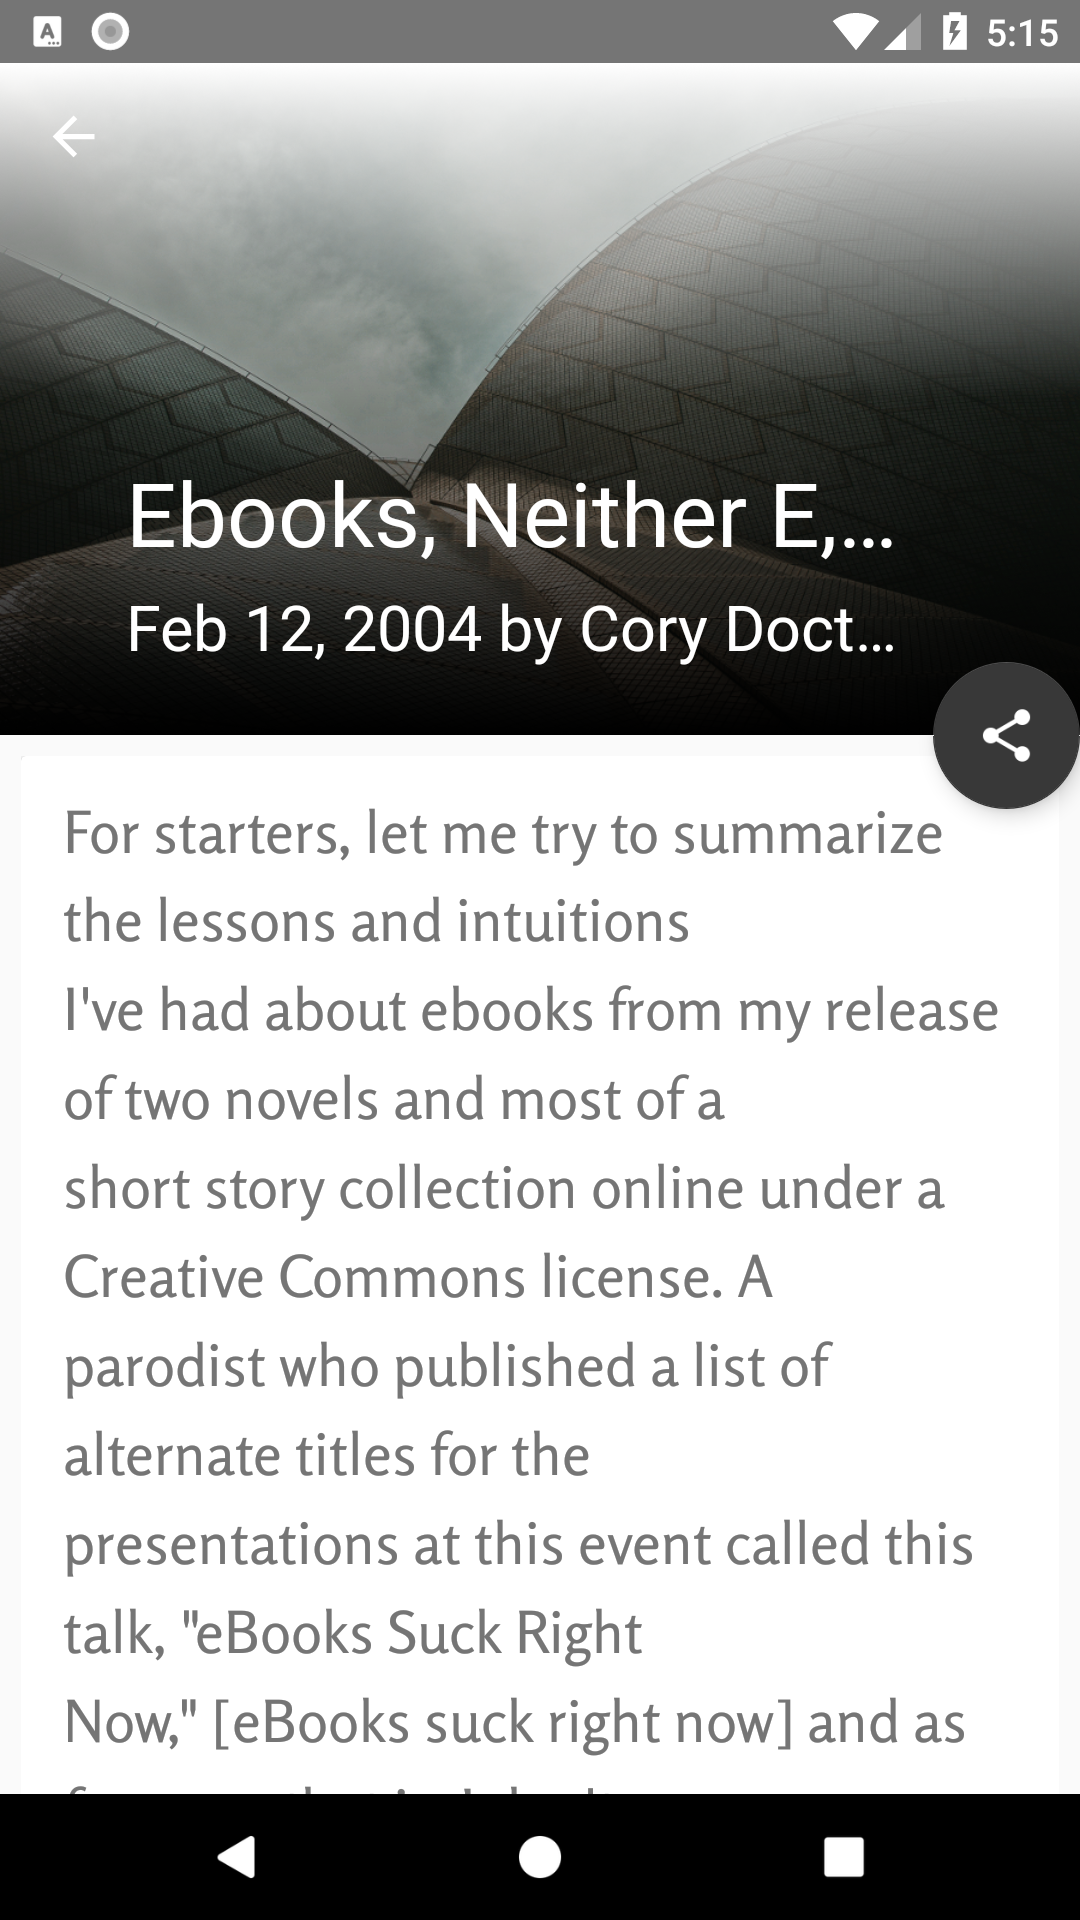 5:15
Ebooks, Neither E,...
Feb 12, 2004 by Cory Doct...
For starters, let me try to summarize
the lessons and intuitions
I've had about ebooks from my release
of two novels and most of a
short story collection online under a
Creative Commons license. A
parodist who published a list of
alternate titles for the
presentations at this event called this
talk, "eBooks Suck Right
Now," [eBooks suck right now] and as